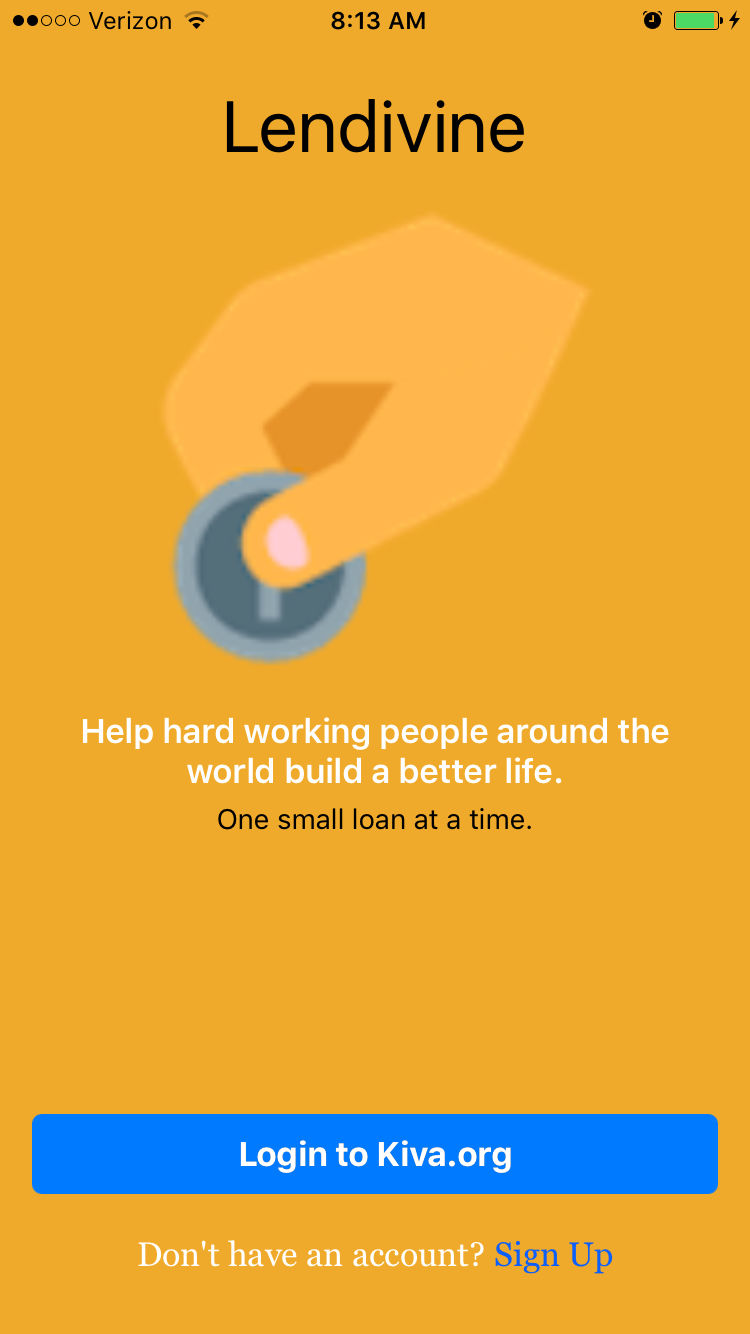 Verizon 8:13 AM
Lendivine
Help hard working people around the
world build a better life.
One small loan at a time.
Login to Kiva.org
Don't have an account? Sign Up